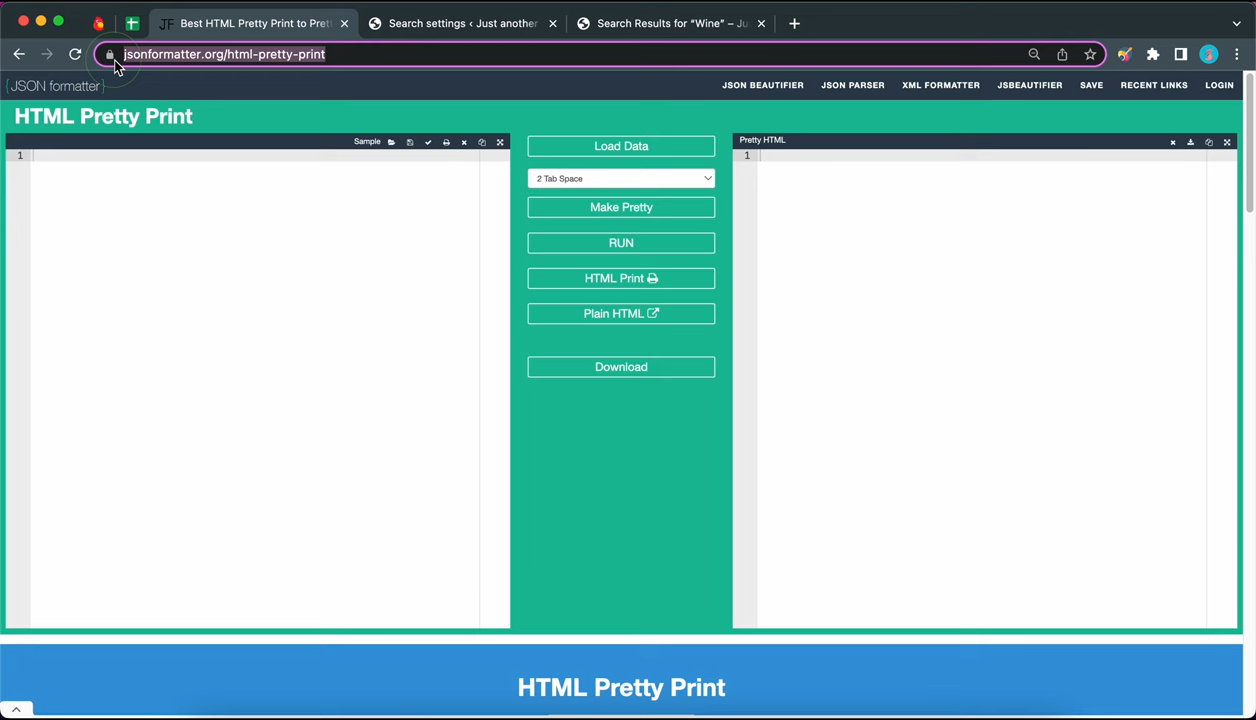 Best HTML Pretty Print to Pret
Search settings ‹ Just another
Search Results for “Wine” – Ju
jsonformatter.org/html-pretty-print
{JSON formatter}
JSON BEAUTIFIER
JSON PARSER
XML FORMATTER
JSBEAUTIFIER
SAVE
RECENT LINKS
LOGIN
HTML Pretty Print
Sample
1
Load Data
2 Tab Space
Make Pretty
RUN
HTML Print
Plain HTML
Download
Pretty HTML
1
HTML Pretty Print